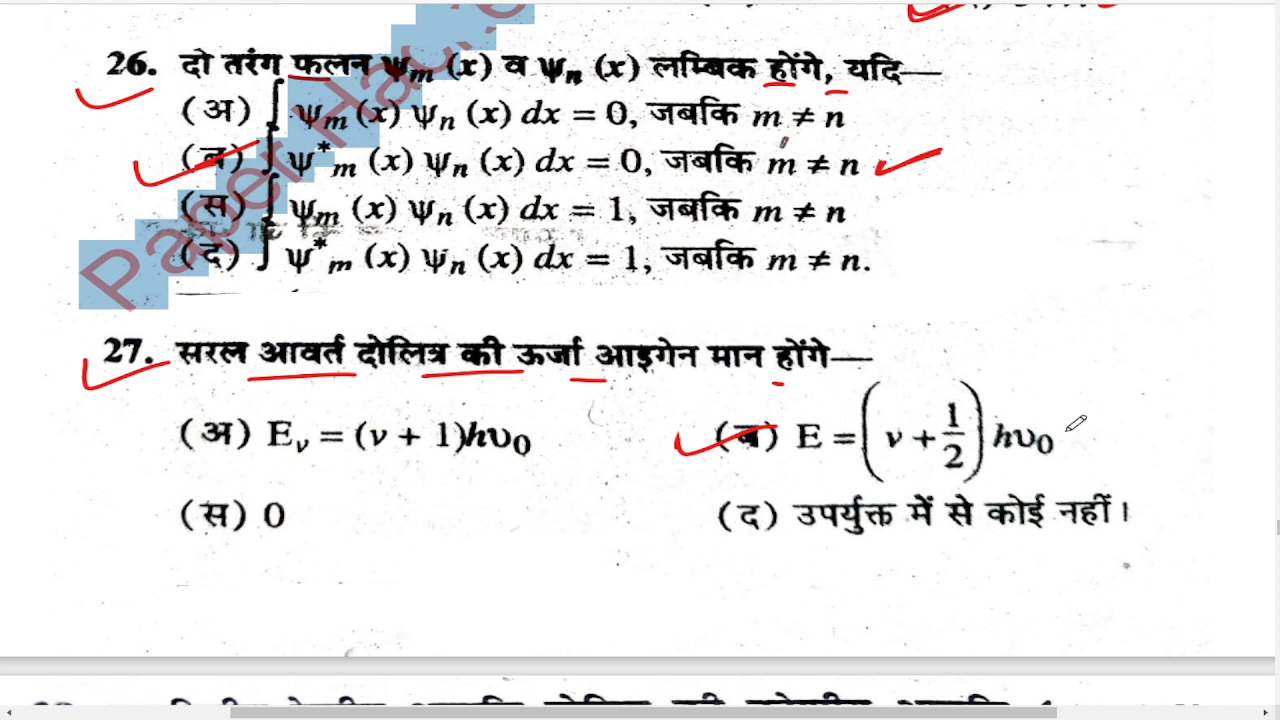 26. दो तरंग फलन ψm (x) व ψn (x) लम्बिक होंगे, यदि—
(अ) ∫ ψm (x) ψn (x) dx = 0, जबकि m ≠ n
(ब) ∫ ψ*m (x) ψn (x) dx = 0, जबकि m ≠ n
(स) ∫ ψm (x) ψn (x) dx = 1, जबकि m ≠ n
(द) ∫ ψ*m (x) ψn (x) dx = 1, जबकि m ≠ n.
Paper
27. सरल आवर्त दोलित्र की ऊर्जा आइगेन मान होंगे—
(अ) Eν = (ν + 1)hυ0
(ब) E = (ν + 1/2) hυ0
(स) 0
(द) उपर्युक्त में से कोई नहीं।